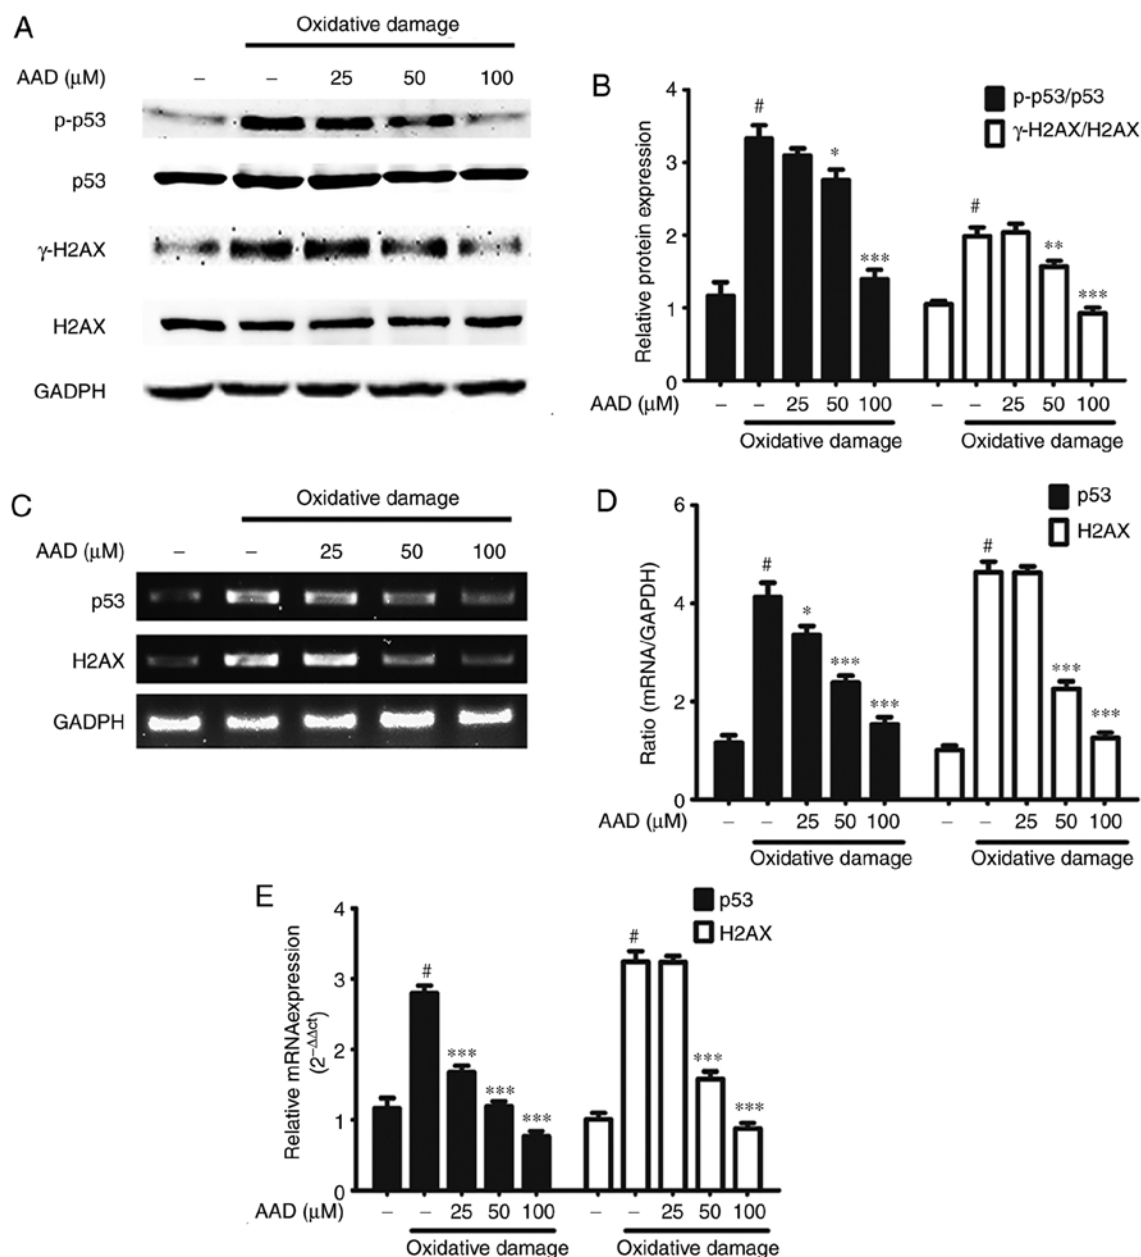 A
Oxidative damage
AAD (μM) – – 25 50 100
p-p53
p53
γ-H2AX
H2AX
GADPH
B
p-p53/p53
γ-H2AX/H2AX
Relative protein expression
4
3
2
1
0
#
*
***
#
**
***
AAD (μM) – – 25 50 100 – – 25 50 100
Oxidative damage Oxidative damage
C
Oxidative damage
AAD (μM) – – 25 50 100
p53
H2AX
GADPH
D
p53
H2AX
Ratio (mRNA/GAPDH)
6
4
2
0
#
*
***
***
#
***
***
AAD (μM) – – 25 50 100 – – 25 50 100
Oxidative damage Oxidative damage
E
p53
H2AX
Relative mRNAexpression
(2⁻ΔΔct)
4
3
2
1
0
#
***
***
***
#
***
***
AAD (μM) – – 25 50 100 – – 25 50 100
Oxidative damage Oxidative damage